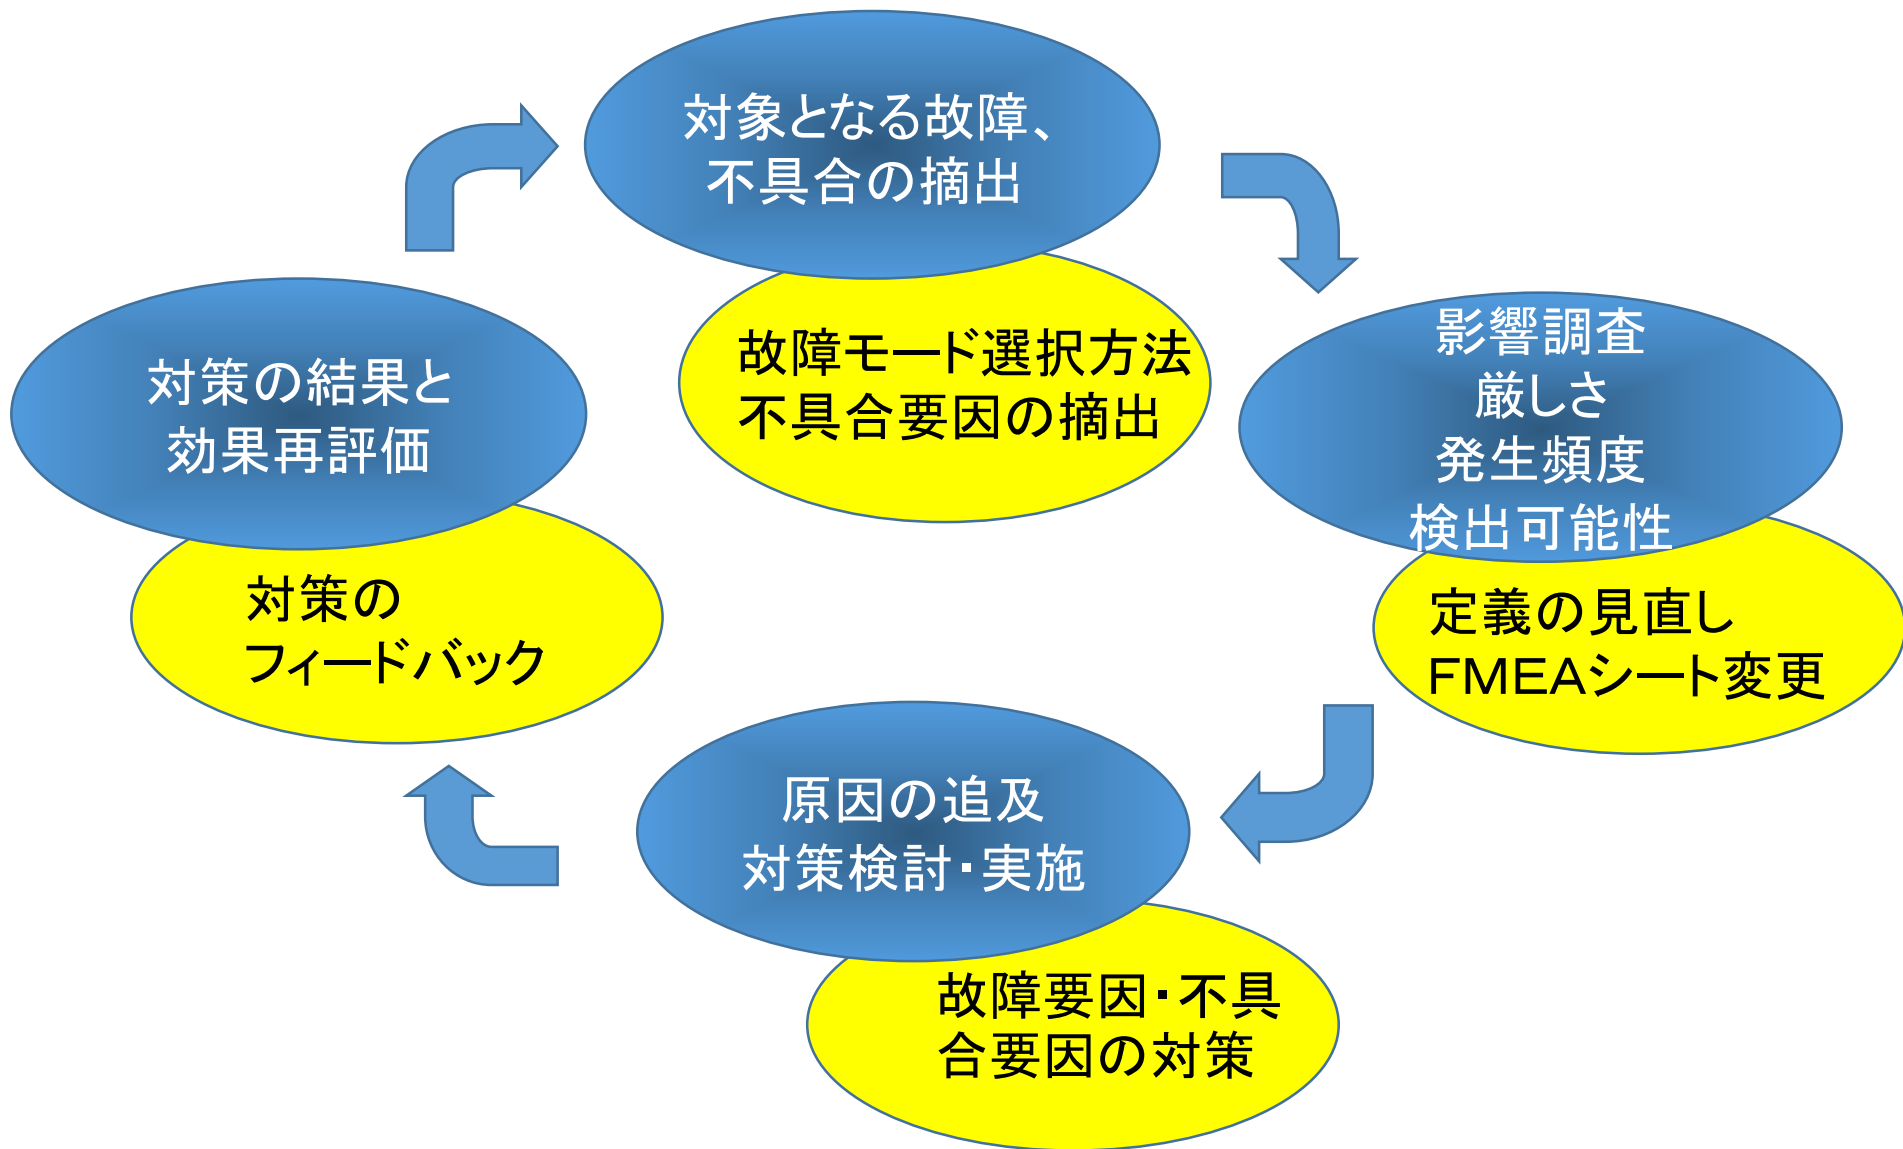 対象となる故障、
不具合の摘出
故障モード選択方法
不具合要因の摘出
影響調査
厳しさ
発生頻度
検出可能性
定義の見直し
FMEAシート変更
原因の追及
対策検討・実施
故障要因・不具
合要因の対策
対策の結果と
効果再評価
対策の
フィードバック